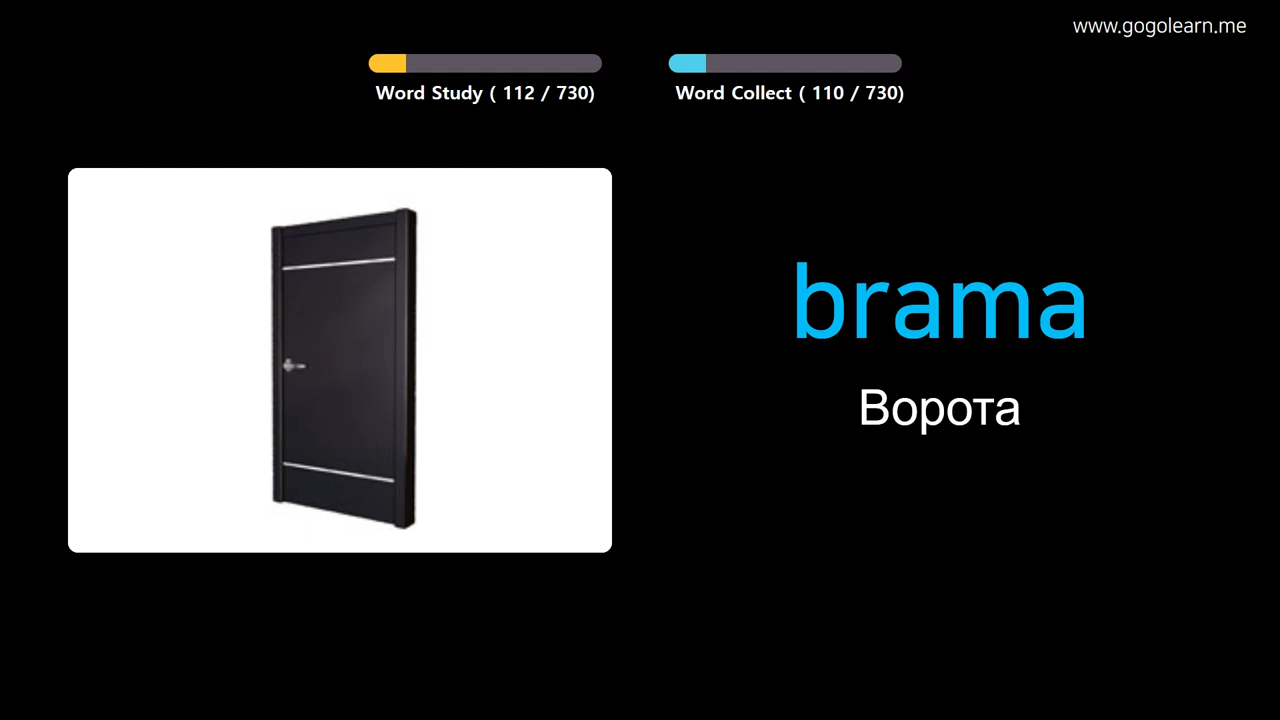 www.gogolearn.me
Word Study ( 112 / 730)
Word Collect ( 110 / 730)
brama
Ворота